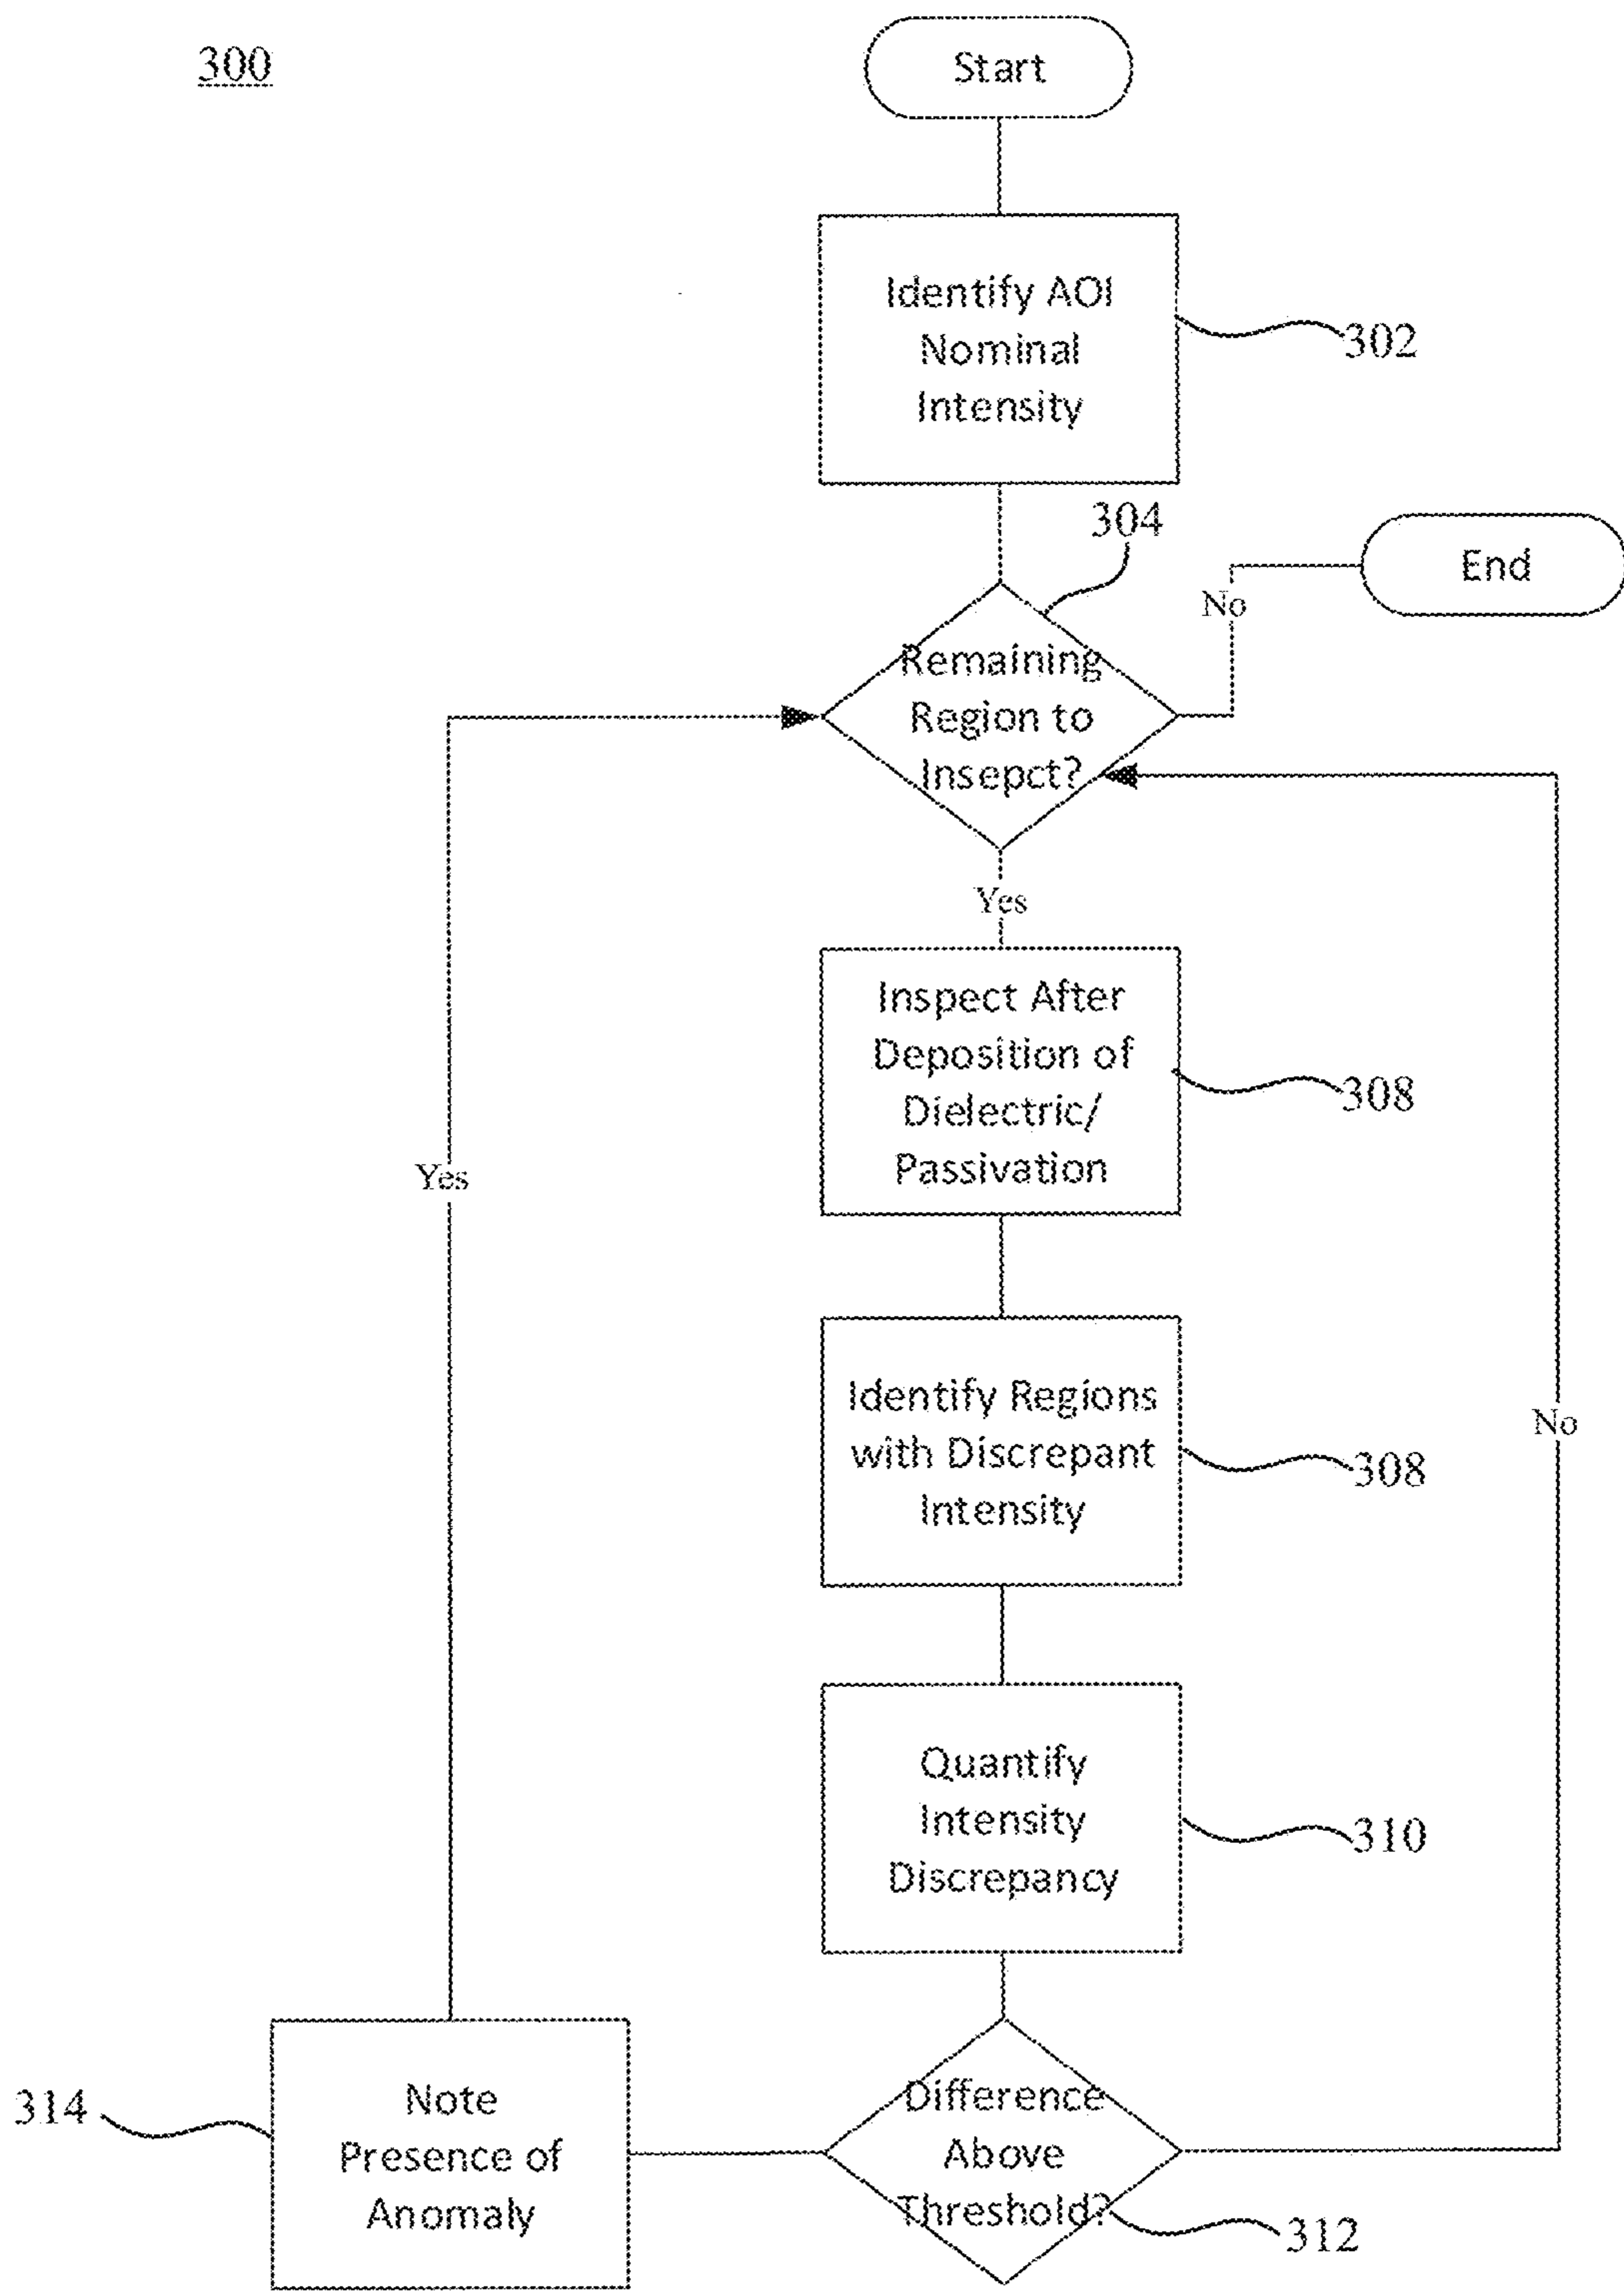 300
Start
Identify AOI
Nominal
Intensity
302
304
End
No
Remaining
Region to
Insepct?
Yes
Inspect After
Deposition of
Dielectric/
Passivation
308
Yes
Identify Regions
with Discrepant
Intensity
308
No
Quantify
Intensity
Discrepancy
310
314
Note
Presence of
Anomaly
Difference
Above
Threshold?
312